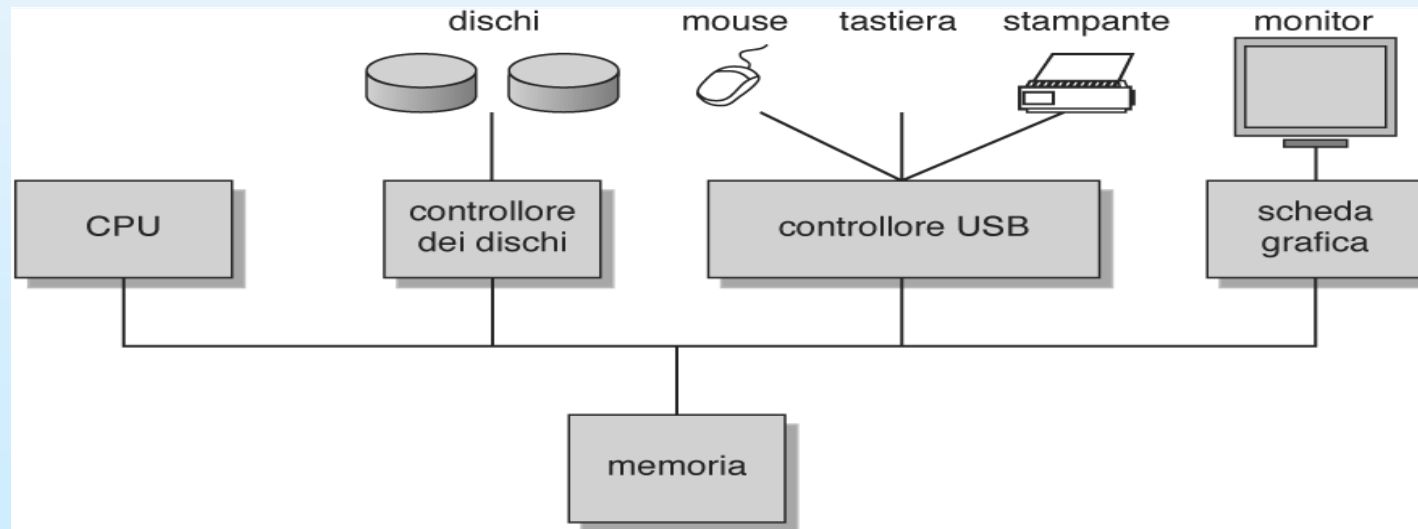 dischi mouse tastiera stampante monitor
CPU
controllore
dei dischi
controllore USB
scheda
grafica
memoria